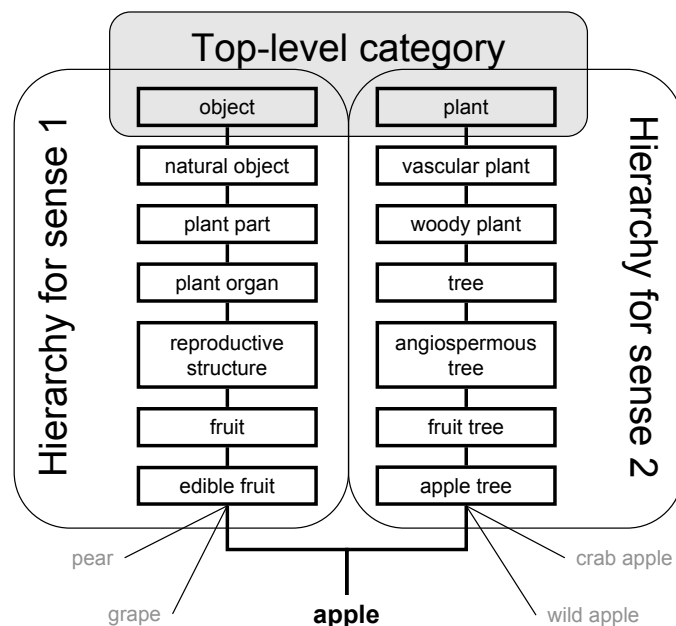 Top-level category
Hierarchy for sense 1
object
natural object
plant part
plant organ
reproductive
structure
fruit
edible fruit
plant
vascular plant
woody plant
tree
angiospermous
tree
fruit tree
apple tree
Hierarchy for sense 2
pear
grape
apple
crab apple
wild apple